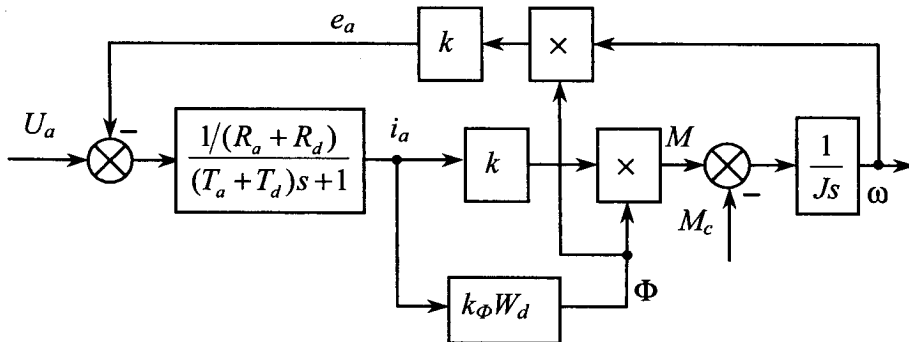 e_a
k
×
U_a
−
1/(R_a + R_d)
(T_a + T_d)s + 1
i_a
k
×
M
−
1
Js
ω
M_c
k_Φ W_d
Φ